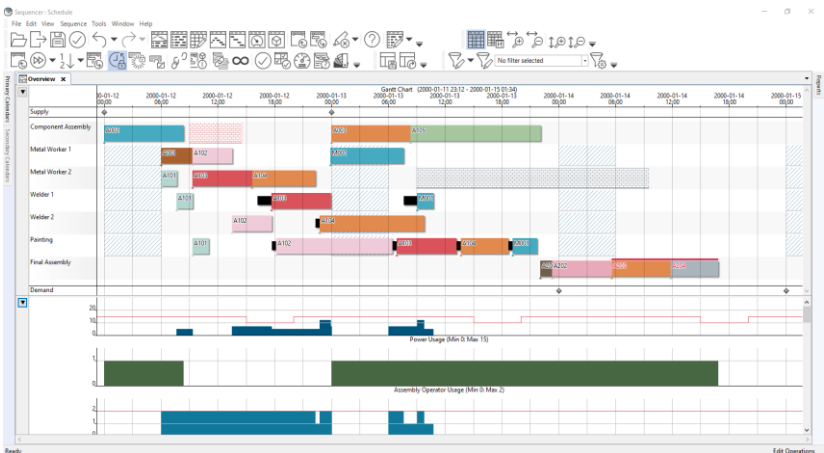 Sequencer : Schedule
File Edit View Sequence Tools Window Help
No filter selected
Overview
Primary Calendars
Secondary Calendars
Reports
Gantt Chart (2000-01-11 23:12 - 2000-01-15 01:34)
2000-01-12 2000-01-12 2000-01-12 2000-01-13 2000-01-13 2000-01-13 2000-01-13 2000-01-14 2000-01-14 2000-01-14 2000-01-14 2000-01-15
00:00 06:00 12:00 18:00 00:00 06:00 12:00 18:00 00:00 06:00 12:00 18:00 00:00
Supply
Component Assembly
Metal Worker 1
A102
Metal Worker 2
A101 A103 A104
Welder 1
A101 A103
Welder 2
A102 A104
Painting
A101 A102 A103 A104
Final Assembly
A202
Demand
20
10
0
Power Usage (Min 0: Max 15)
1
0
Assembly Operator Usage (Min 0: Max 2)
2
1
0
Ready
Edit Operations